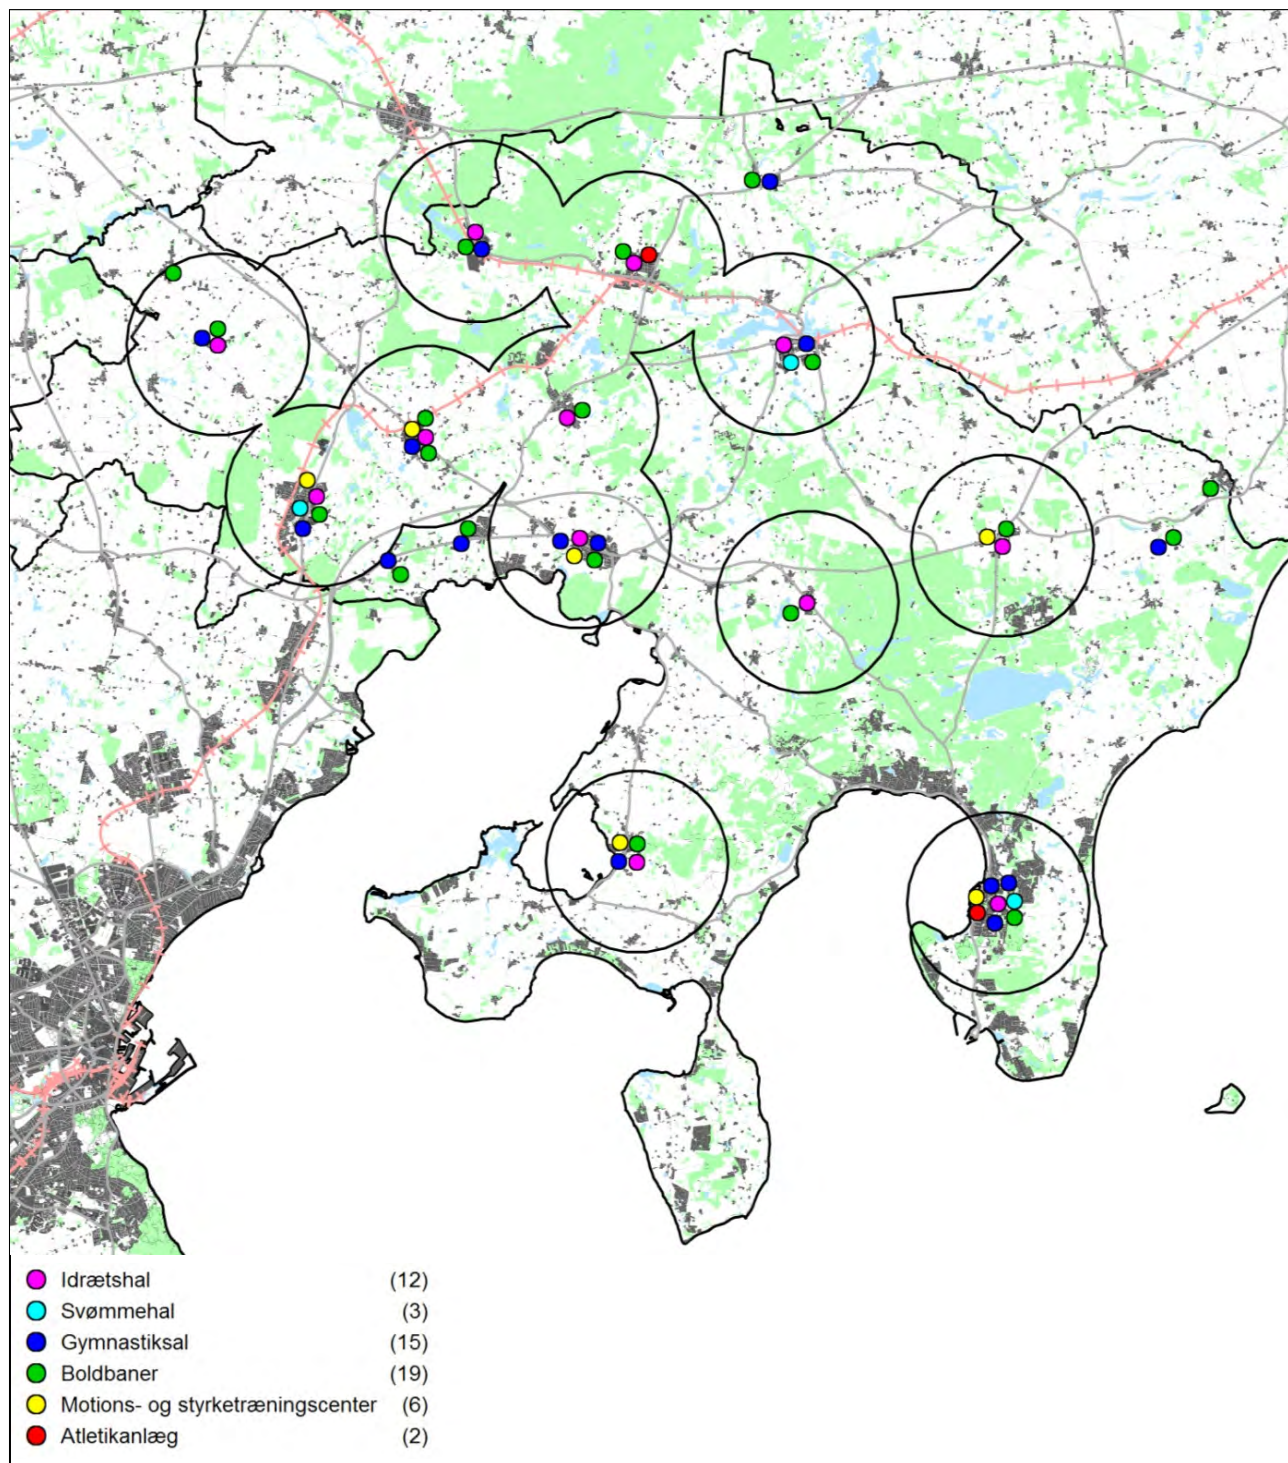 Idrætshal (12)
Svømmehal (3)
Gymnastiksal (15)
Boldbaner (19)
Motions- og styrketræningscenter (6)
Atletikanlæg (2)